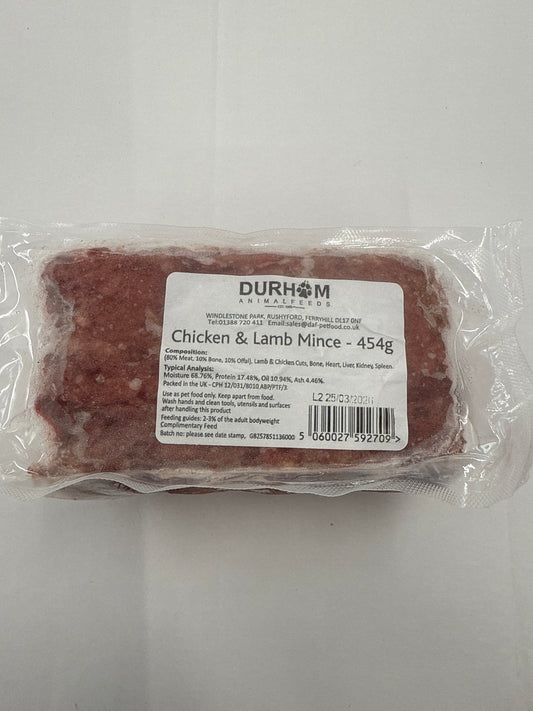 DURHAM
ANIMALFEEDS
WINDLESTONE PARK, RUSHYFORD, FERRYHILL DL17 0NF
Tel:01388 720 411 Email:sales@daf-petfood.co.uk
Chicken & Lamb Mince - 454g
Composition:
(80% Meat, 10% Bone, 10% Offal), Lamb & Chicken Cuts, Bone, Heart, Liver, Kidney, Spleen.
Typical Analysis:
Moisture 68.76%, Protein 17.48%, Oil 10.94%, Ash 4.46%.
Packed in the UK - CPH 12/031/8010 ABP/PTF/3
Use as pet food only. Keep apart from food.
Wash hands and clean tools, utensils and surfaces
after handling this product
Feeding guides: 2-3% of the adult bodyweight
Complimentary Feed
Batch no: please see date stamp, GB257851136000
L2 25/03/2026
5 060027 592709 >